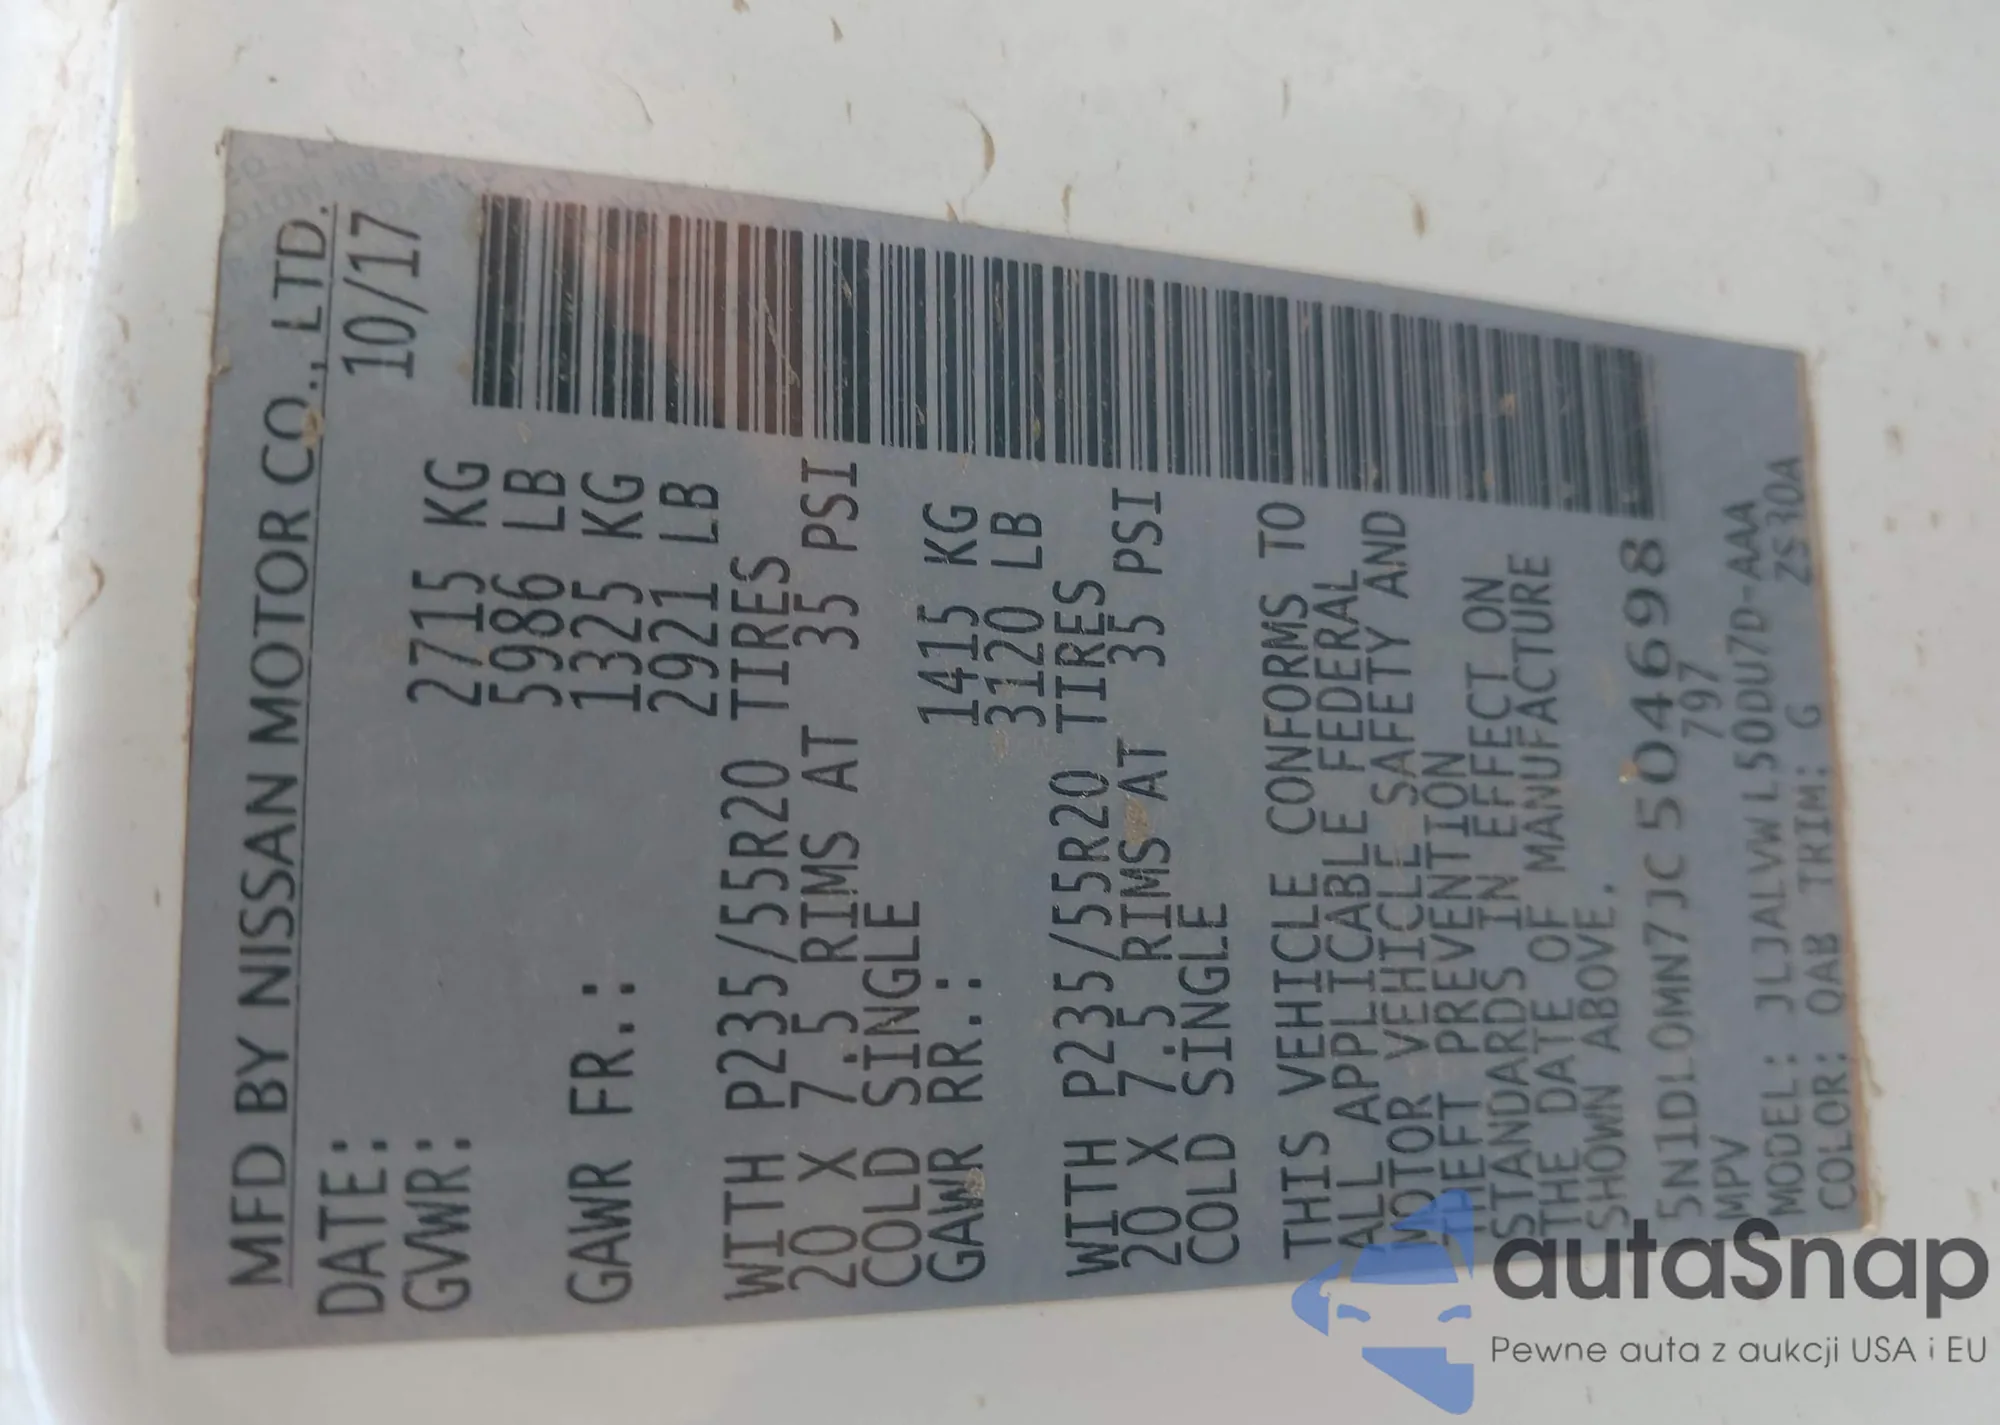 MFD BY NISSAN MOTOR CO., LTD.
DATE: 10/17
GVWR: 2715 KG
5986 LB
GAWR FR.: 1325 KG
2921 LB
WITH P235/55R20 TIRES
20 X 7.5 RIMS AT 35 PSI
COLD SINGLE
GAWR RR.: 1415 KG
3120 LB
WITH P235/55R20 TIRES
20 X 7.5 RIMS AT 35 PSI
COLD SINGLE
THIS VEHICLE CONFORMS TO
ALL APPLICABLE FEDERAL
MOTOR VEHICLE SAFETY AND
THEFT PREVENTION
STANDARDS IN EFFECT ON
THE DATE OF MANUFACTURE
SHOWN ABOVE.
5N1DL0MN7JC504698
MPV 797
MODEL: JLJALVWL50DU7D-AAA
COLOR: QAB TRIM: G ZS30A
autaSnap
Pewne auta z aukcji USA i EU